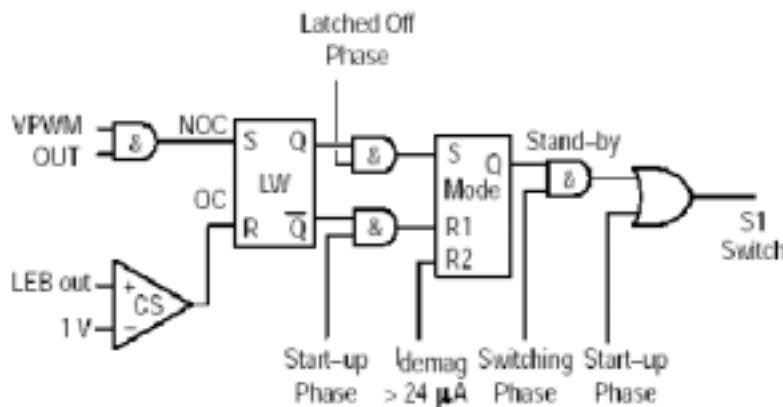 Latched Off
Phase
VPWM
OUT
&
NOC
S
Q
LW
OC
R
Q
&
&
S
Q
Mode
R1
R2
Stand-by
&
S1
Switch
LEB out
+
CS
1 V
−
Start-up
Phase
Idemag
> 24 µA
Switching
Phase
Start-up
Phase